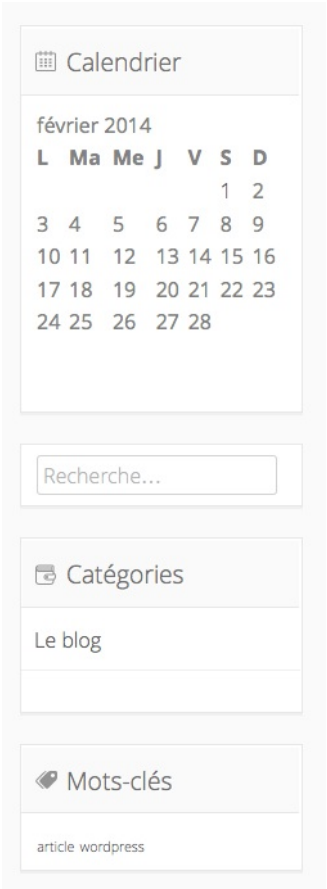 Calendrier
février 2014
L Ma Me J V S D
1 2
3 4 5 6 7 8 9
10 11 12 13 14 15 16
17 18 19 20 21 22 23
24 25 26 27 28
Recherche...
Catégories
Le blog
Mots-clés
article wordpress